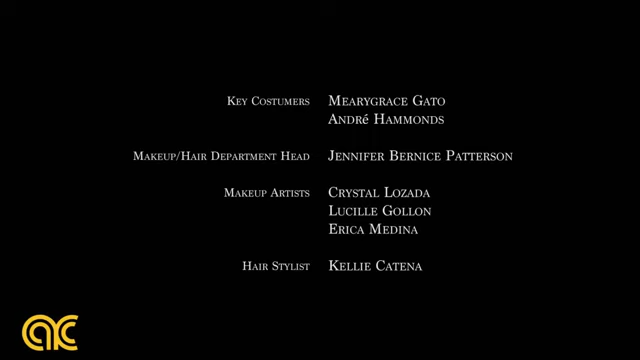 Key Costumers Mearygrace Gato
André Hammonds
Makeup/Hair Department Head Jennifer Bernice Patterson
Makeup Artists Crystal Lozada
Lucille Gollon
Erica Medina
Hair Stylist Kellie Catena